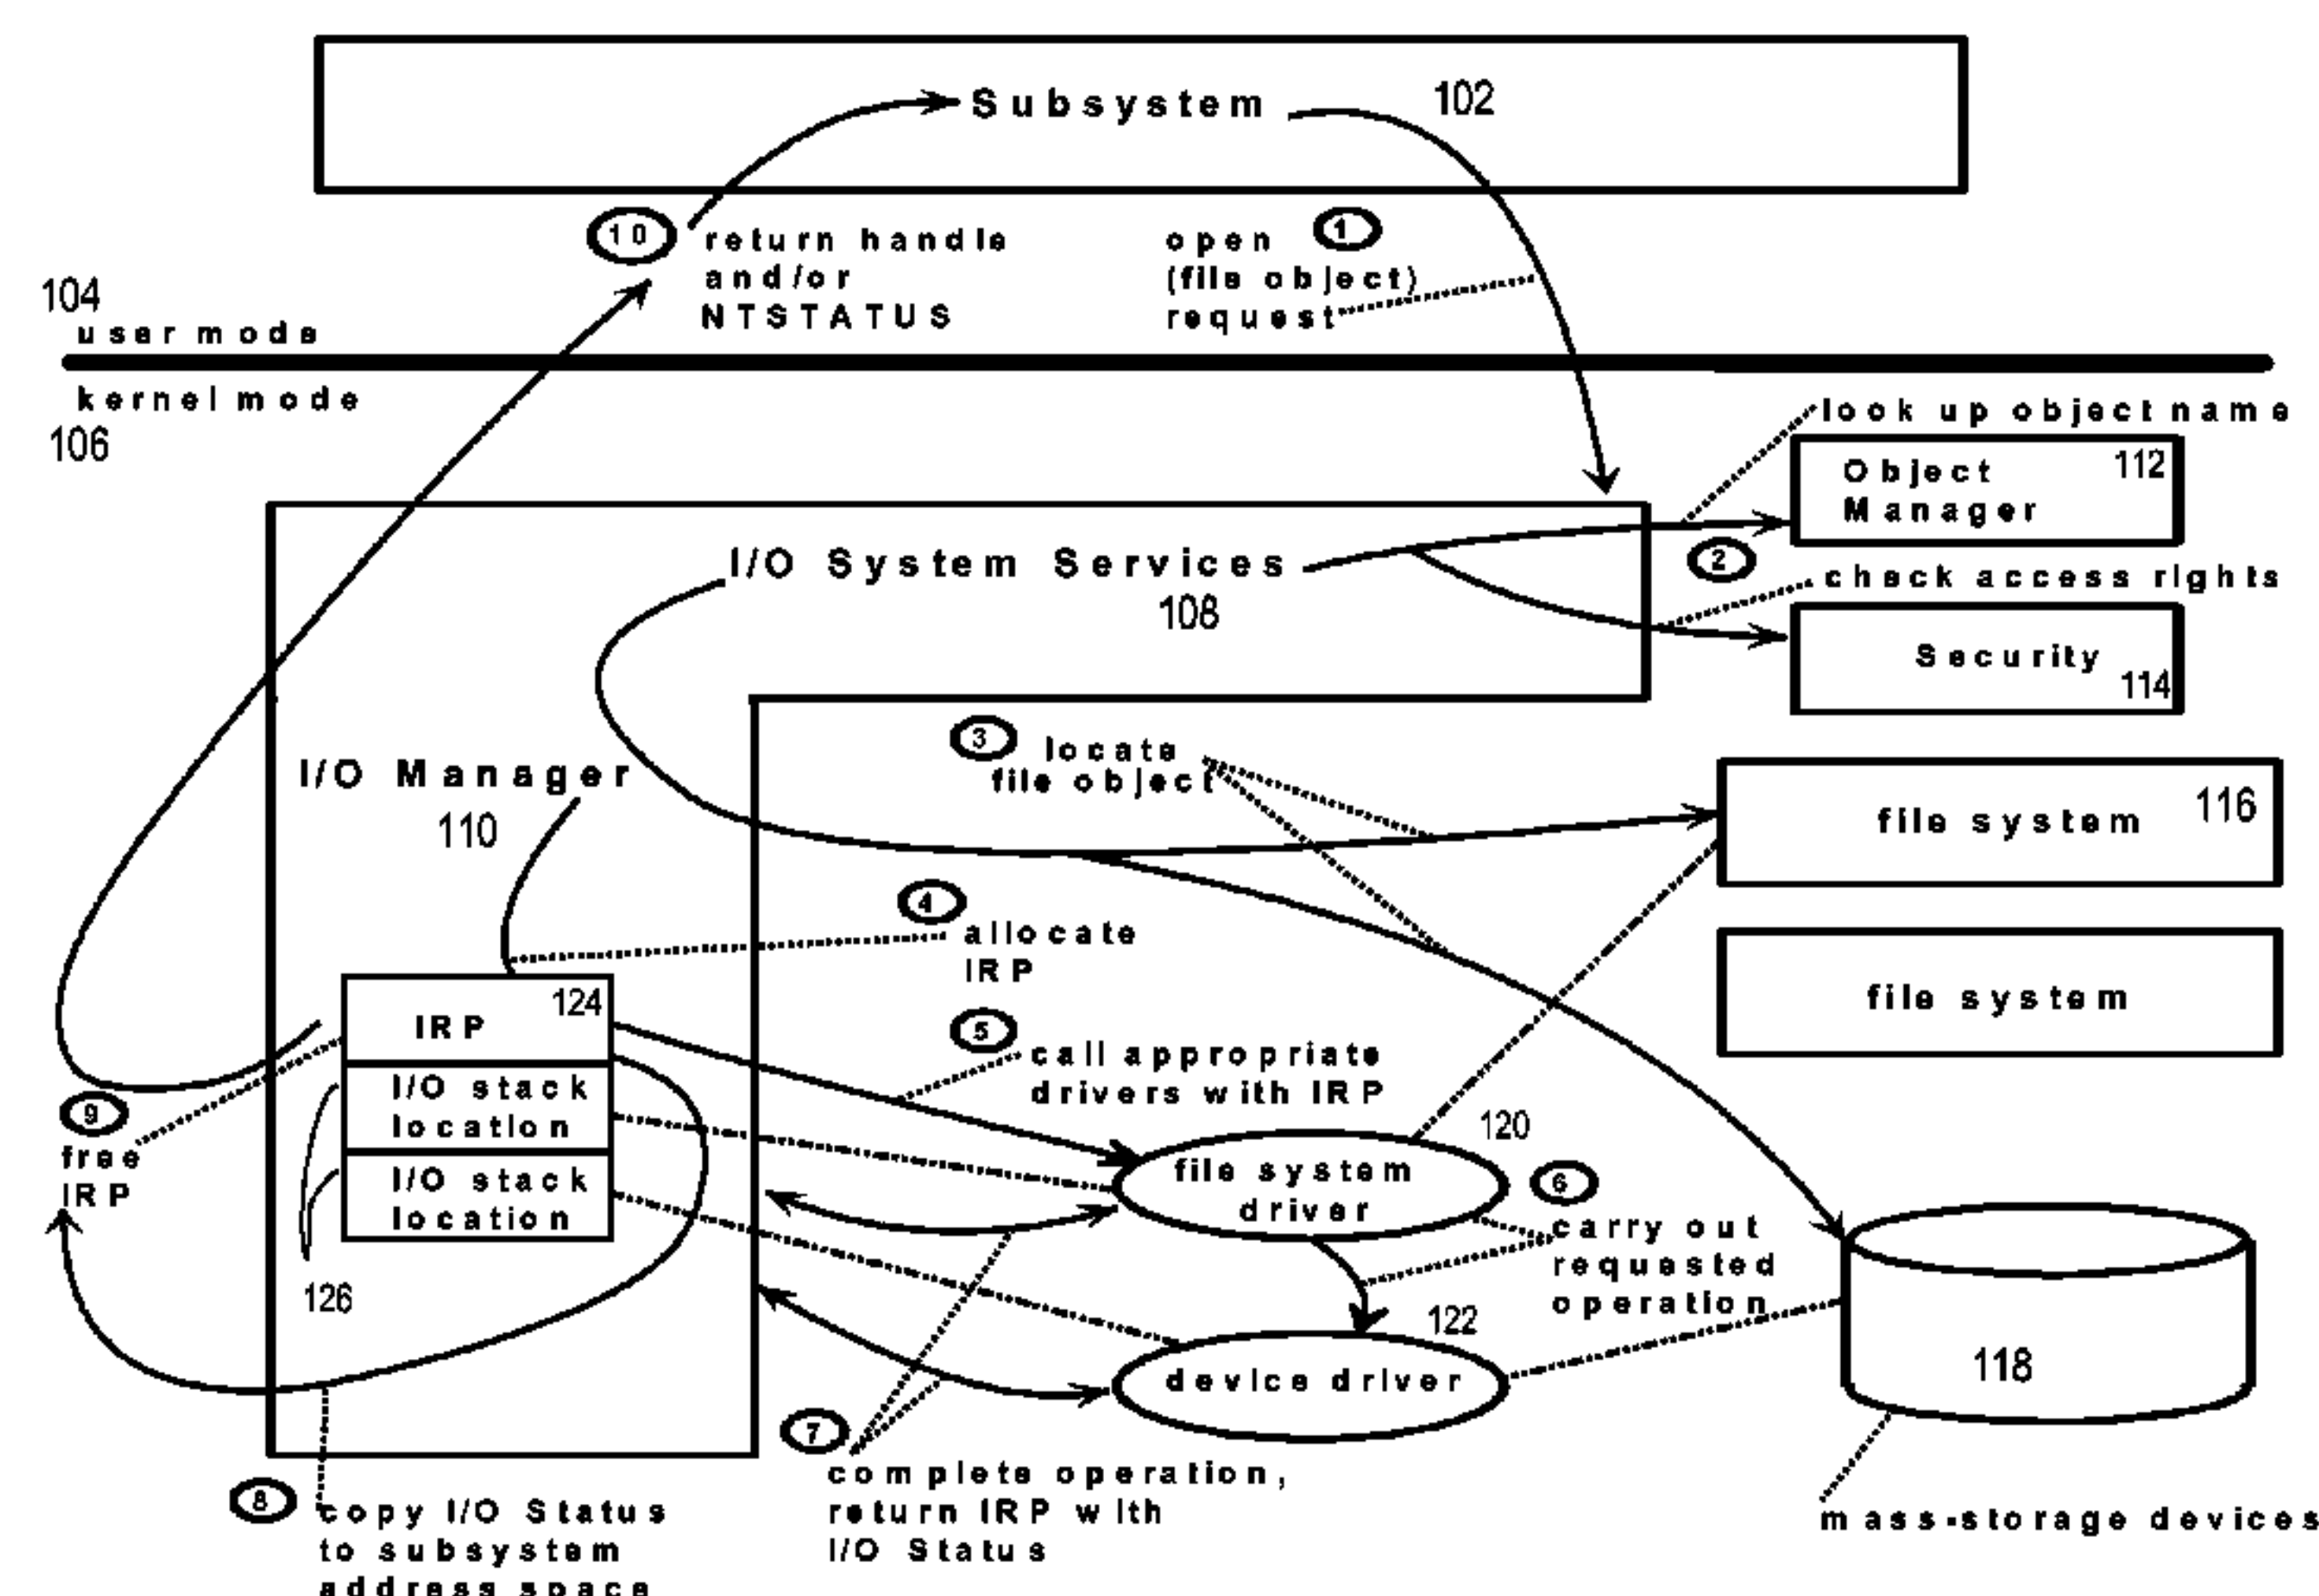 Subsystem 102
10
return handle
and/or
NTSTATUS
1
open
(file object)
request
104
user mode
kernel mode
106
look up object name
Object
Manager
112
2
check access rights
Security
114
I/O System Services
108
I/O Manager
110
3
locate
file object
file system 116
file system
4
allocate
IRP
IRP 124
I/O stack
location
I/O stack
location
126
5
call appropriate
drivers with IRP
120
file system
driver
6
carry out
requested
operation
122
device driver
118
mass-storage devices
7
complete operation,
return IRP with
I/O Status
8
copy I/O Status
to subsystem
address space
9
free
IRP